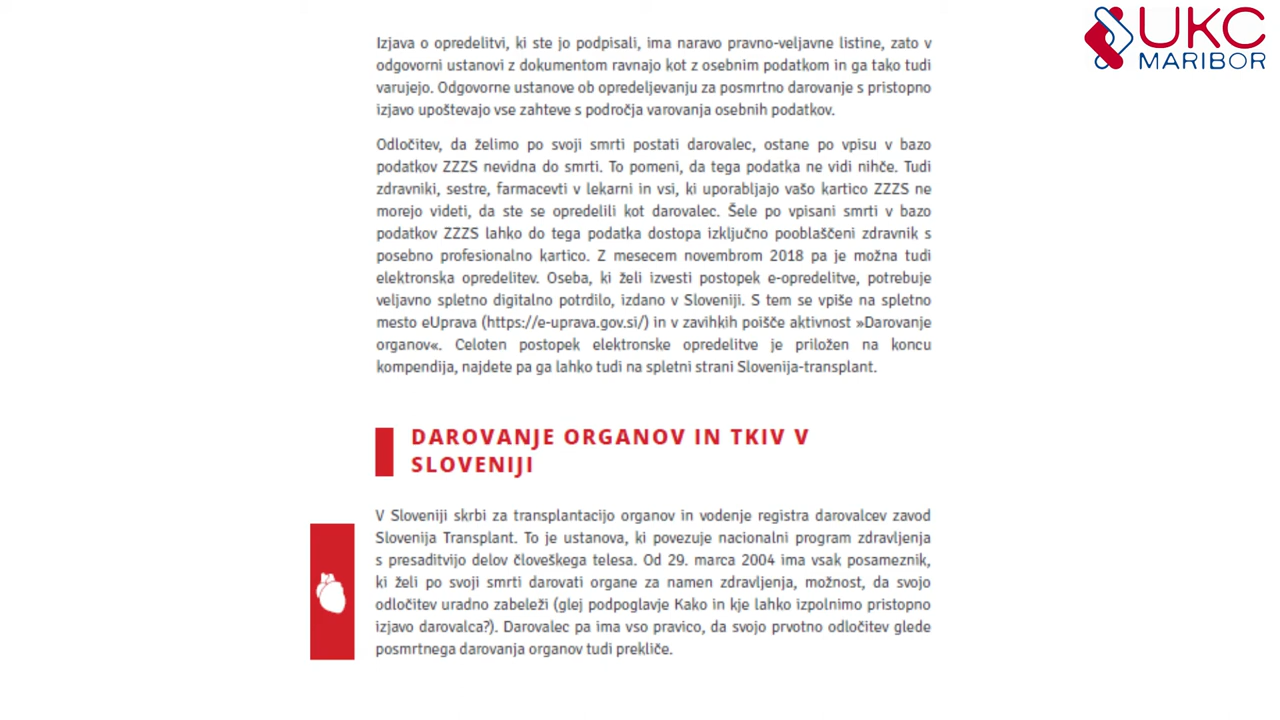 UKC
MARIBOR
Izjava o opredelitvi, ki ste jo podpisali, ima naravo pravno-veljavne listine, zato v
odgovorni ustanovi z dokumentom ravnajo kot z osebnim podatkom in ga tako tudi
varujejo. Odgovorne ustanove ob opredeljevanju za posmrtno darovanje s pristopno
izjavo upoštevajo vse zahteve s področja varovanja osebnih podatkov.
Odločitev, da želimo po svoji smrti postati darovalec, ostane po vpisu v bazo
podatkov ZZZS nevidna do smrti. To pomeni, da tega podatka ne vidi nihče. Tudi
zdravniki, sestre, farmacevti v lekarni in vsi, ki uporabljajo vašo kartico ZZZS ne
morejo videti, da ste se opredelili kot darovalec. Šele po vpisani smrti v bazo
podatkov ZZZS lahko do tega podatka dostopa izključno pooblaščeni zdravnik s
posebno profesionalno kartico. Z mesecem novembrom 2018 pa je možna tudi
elektronska opredelitev. Oseba, ki želi izvesti postopek e-opredelitve, potrebuje
veljavno spletno digitalno potrdilo, izdano v Sloveniji. S tem se vpiše na spletno
mesto eUprava (https://e-uprava.gov.si/) in v zavihkih poišče aktivnost »Darovanje
organov«. Celoten postopek elektronske opredelitve je priložen na koncu
kompendija, najdete pa ga lahko tudi na spletni strani Slovenija-transplant.
DAROVANJE ORGANOV IN TKIV V
SLOVENIJI
V Sloveniji skrbi za transplantacijo organov in vodenje registra darovalcev zavod
Slovenija Transplant. To je ustanova, ki povezuje nacionalni program zdravljenja
s presaditvijo delov človeškega telesa. Od 29. marca 2004 ima vsak posameznik,
ki želi po svoji smrti darovati organe za namen zdravljenja, možnost, da svojo
odločitev uradno zabeleži (glej podpoglavje Kako in kje lahko izpolnimo pristopno
izjavo darovalca?). Darovalec pa ima vso pravico, da svojo prvotno odločitev glede
posmrtnega darovanja organov tudi prekliče.